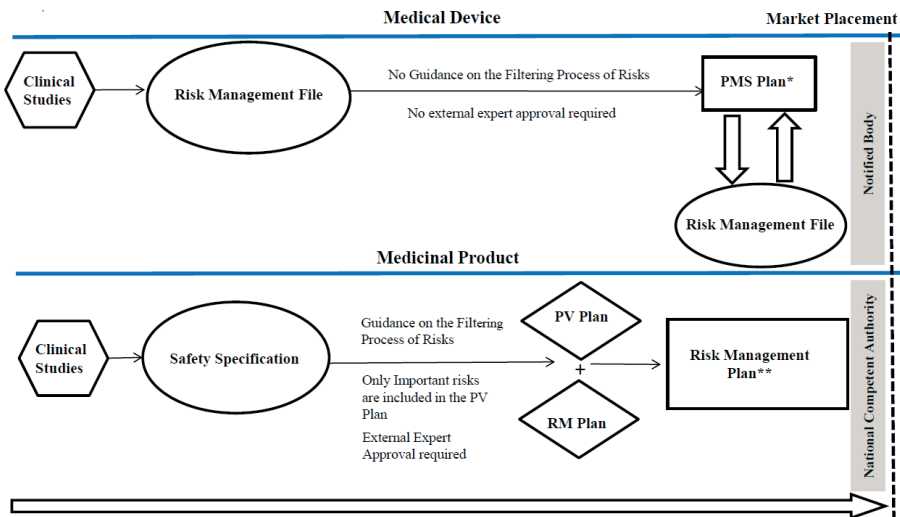 Medical Device
Market Placement
Clinical
Studies
Risk Management File
No Guidance on the Filtering Process of Risks
No external expert approval required
PMS Plan*
Risk Management File
Notified Body
Medicinal Product
Clinical
Studies
Safety Specification
Guidance on the Filtering
Process of Risks
Only Important risks
are included in the PV
Plan
External Expert
Approval required
PV Plan
+
RM Plan
Risk Management
Plan**
National Competent Authority